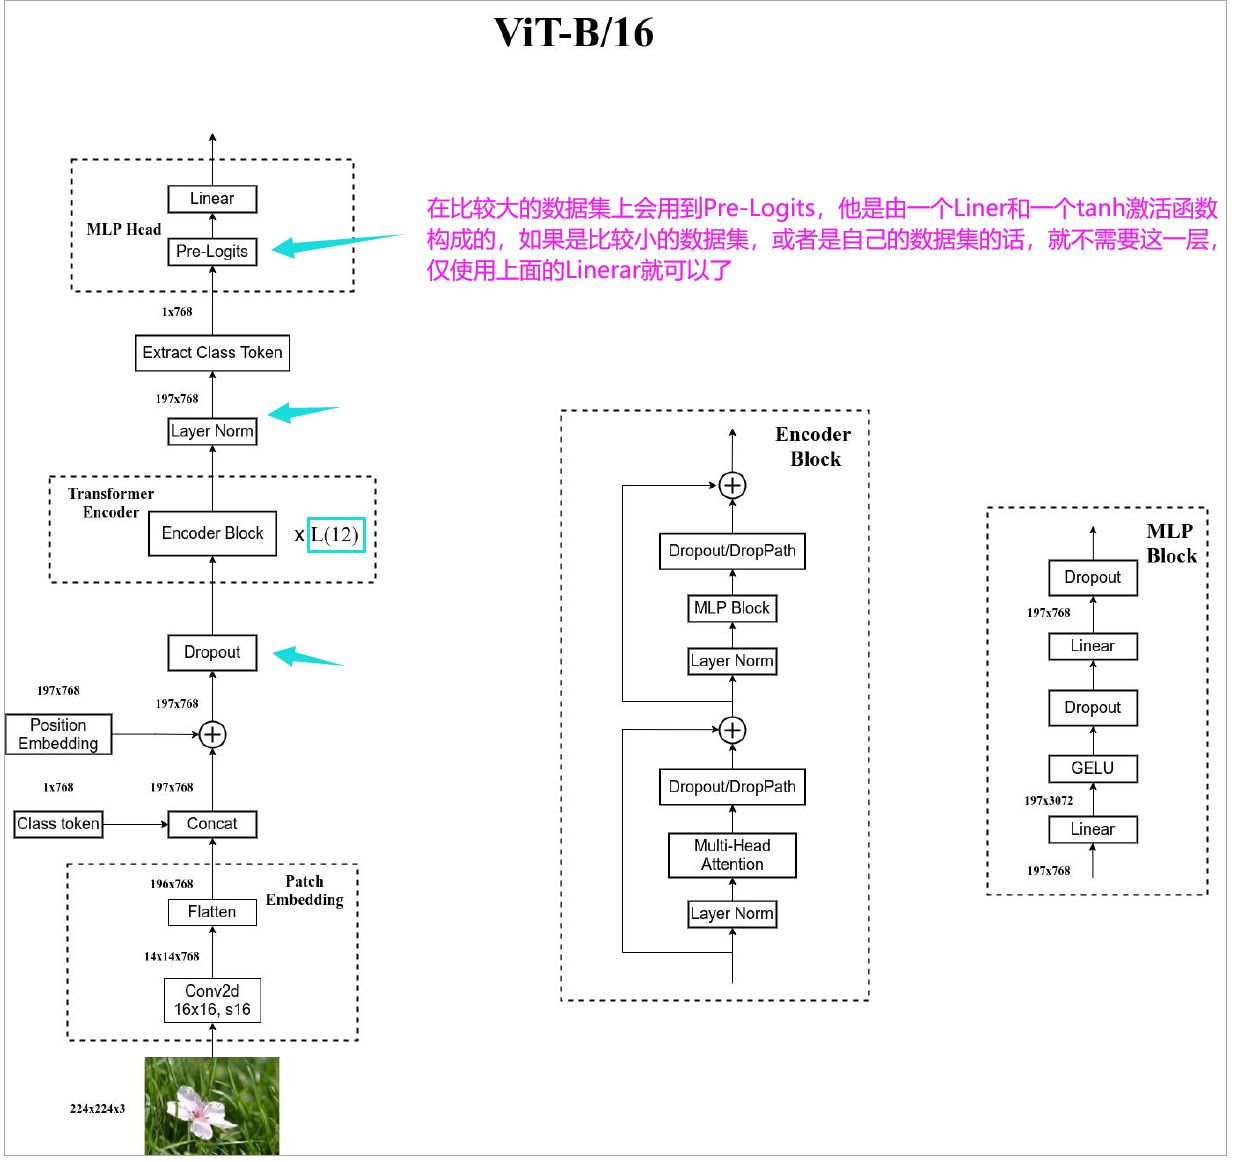 ViT-B/16
Linear
MLP Head
Pre-Logits
在比较大的数据集上会用到Pre-Logits，他是由一个Liner和一个tanh激活函数
构成的，如果是比较小的数据集，或者是自己的数据集的话，就不需要这一层，
仅使用上面的Linerar就可以了
1x768
Extract Class Token
197x768
Layer Norm
Transformer
Encoder
Encoder Block
x L(12)
Dropout
197x768
197x768
Position
Embedding
1x768
197x768
Class token
Concat
Patch
Embedding
196x768
Flatten
14x14x768
Conv2d
16x16, s16
224x224x3
Encoder
Block
Dropout/DropPath
MLP Block
Layer Norm
Dropout/DropPath
Multi-Head
Attention
Layer Norm
MLP
Block
Dropout
197x768
Linear
Dropout
GELU
197x3072
Linear
197x768